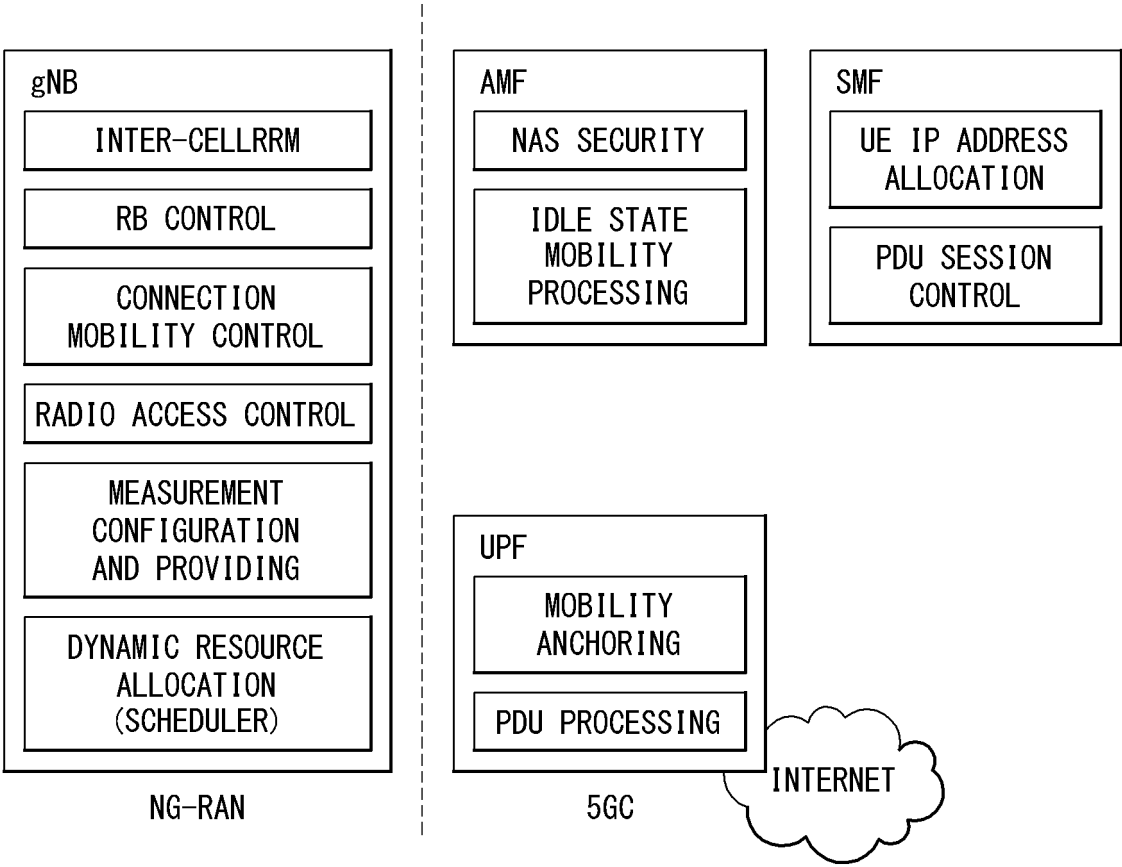 gNB
INTER-CELLRRM
RB CONTROL
CONNECTION
MOBILITY CONTROL
RADIO ACCESS CONTROL
MEASUREMENT
CONFIGURATION
AND PROVIDING
DYNAMIC RESOURCE
ALLOCATION
(SCHEDULER)
NG-RAN
AMF
NAS SECURITY
IDLE STATE
MOBILITY
PROCESSING
SMF
UE IP ADDRESS
ALLOCATION
PDU SESSION
CONTROL
UPF
MOBILITY
ANCHORING
PDU PROCESSING
INTERNET
5GC